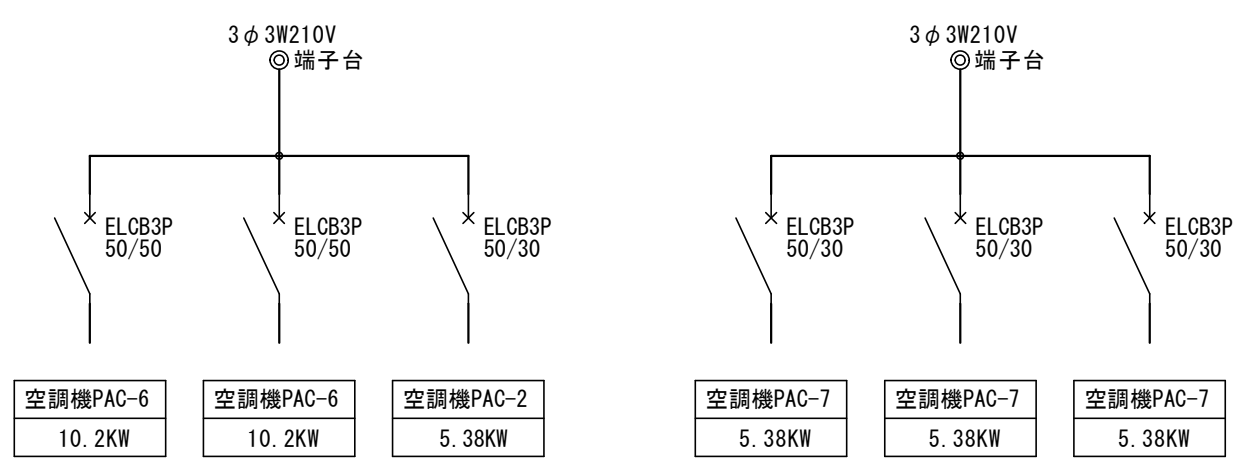 3φ3W210V
端子台
ELCB3P
50/50
ELCB3P
50/50
ELCB3P
50/30
空調機PAC-6
10.2KW
空調機PAC-6
10.2KW
空調機PAC-2
5.38KW
3φ3W210V
端子台
ELCB3P
50/30
ELCB3P
50/30
ELCB3P
50/30
空調機PAC-7
5.38KW
空調機PAC-7
5.38KW
空調機PAC-7
5.38KW